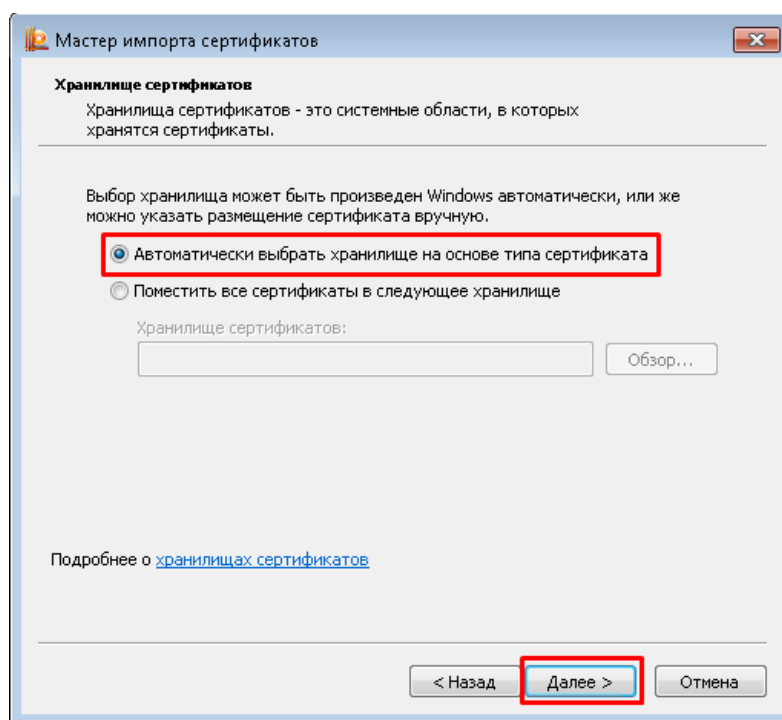 Мастер импорта сертификатов
Хранилище сертификатов
Хранилища сертификатов - это системные области, в которых
хранятся сертификаты.
Выбор хранилища может быть произведен Windows автоматически, или же
можно указать размещение сертификата вручную.
Автоматически выбрать хранилище на основе типа сертификата
Поместить все сертификаты в следующее хранилище
Хранилище сертификатов:
Обзор...
Подробнее о хранилищах сертификатов
< Назад Далее > Отмена